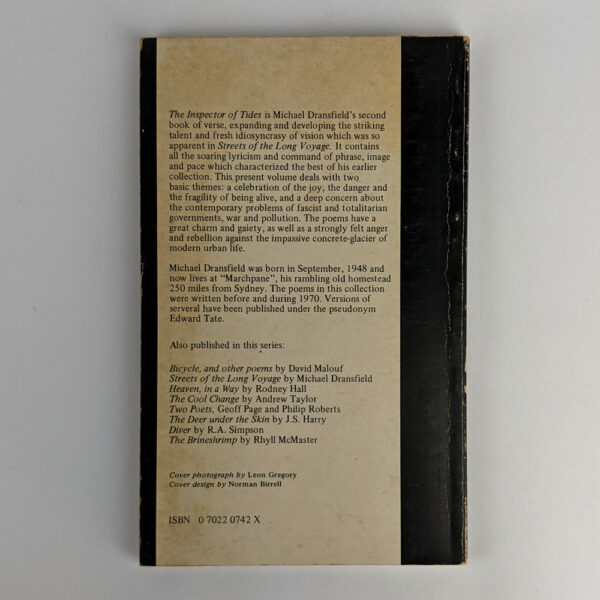 The Inspector of Tides is Michael Dransfield's second
book of verse, expanding and developing the striking
talent and fresh idiosyncrasy of vision which was so
apparent in Streets of the Long Voyage. It contains
all the soaring lyricism and command of phrase, image
and pace which characterized the best of his earlier
collection. This present volume deals with two
basic themes: a celebration of the joy, the danger and
the fragility of being alive, and a deep concern about
the contemporary problems of fascist and totalitarian
governments, war and pollution. The poems have a
great charm and gaiety, as well as a strongly felt anger
and rebellion against the impassive concrete-glacier of
modern urban life.
Michael Dransfield was born in September, 1948 and
now lives at "Marchpane", his rambling old homestead
250 miles from Sydney. The poems in this collection
were written before and during 1970. Versions of
serveral have been published under the pseudonym
Edward Tate.
Also published in this series:
Bicycle, and other poems by David Malouf
Streets of the Long Voyage by Michael Dransfield
Heaven, in a Way by Rodney Hall
The Cool Change by Andrew Taylor
Two Poets, Geoff Page and Philip Roberts
The Deer under the Skin by J.S. Harry
Diver by R.A. Simpson
The Brineshrimp by Rhyll McMaster
Cover photograph by Leon Gregory
Cover design by Norman Birrell
ISBN 0 7022 0742 X